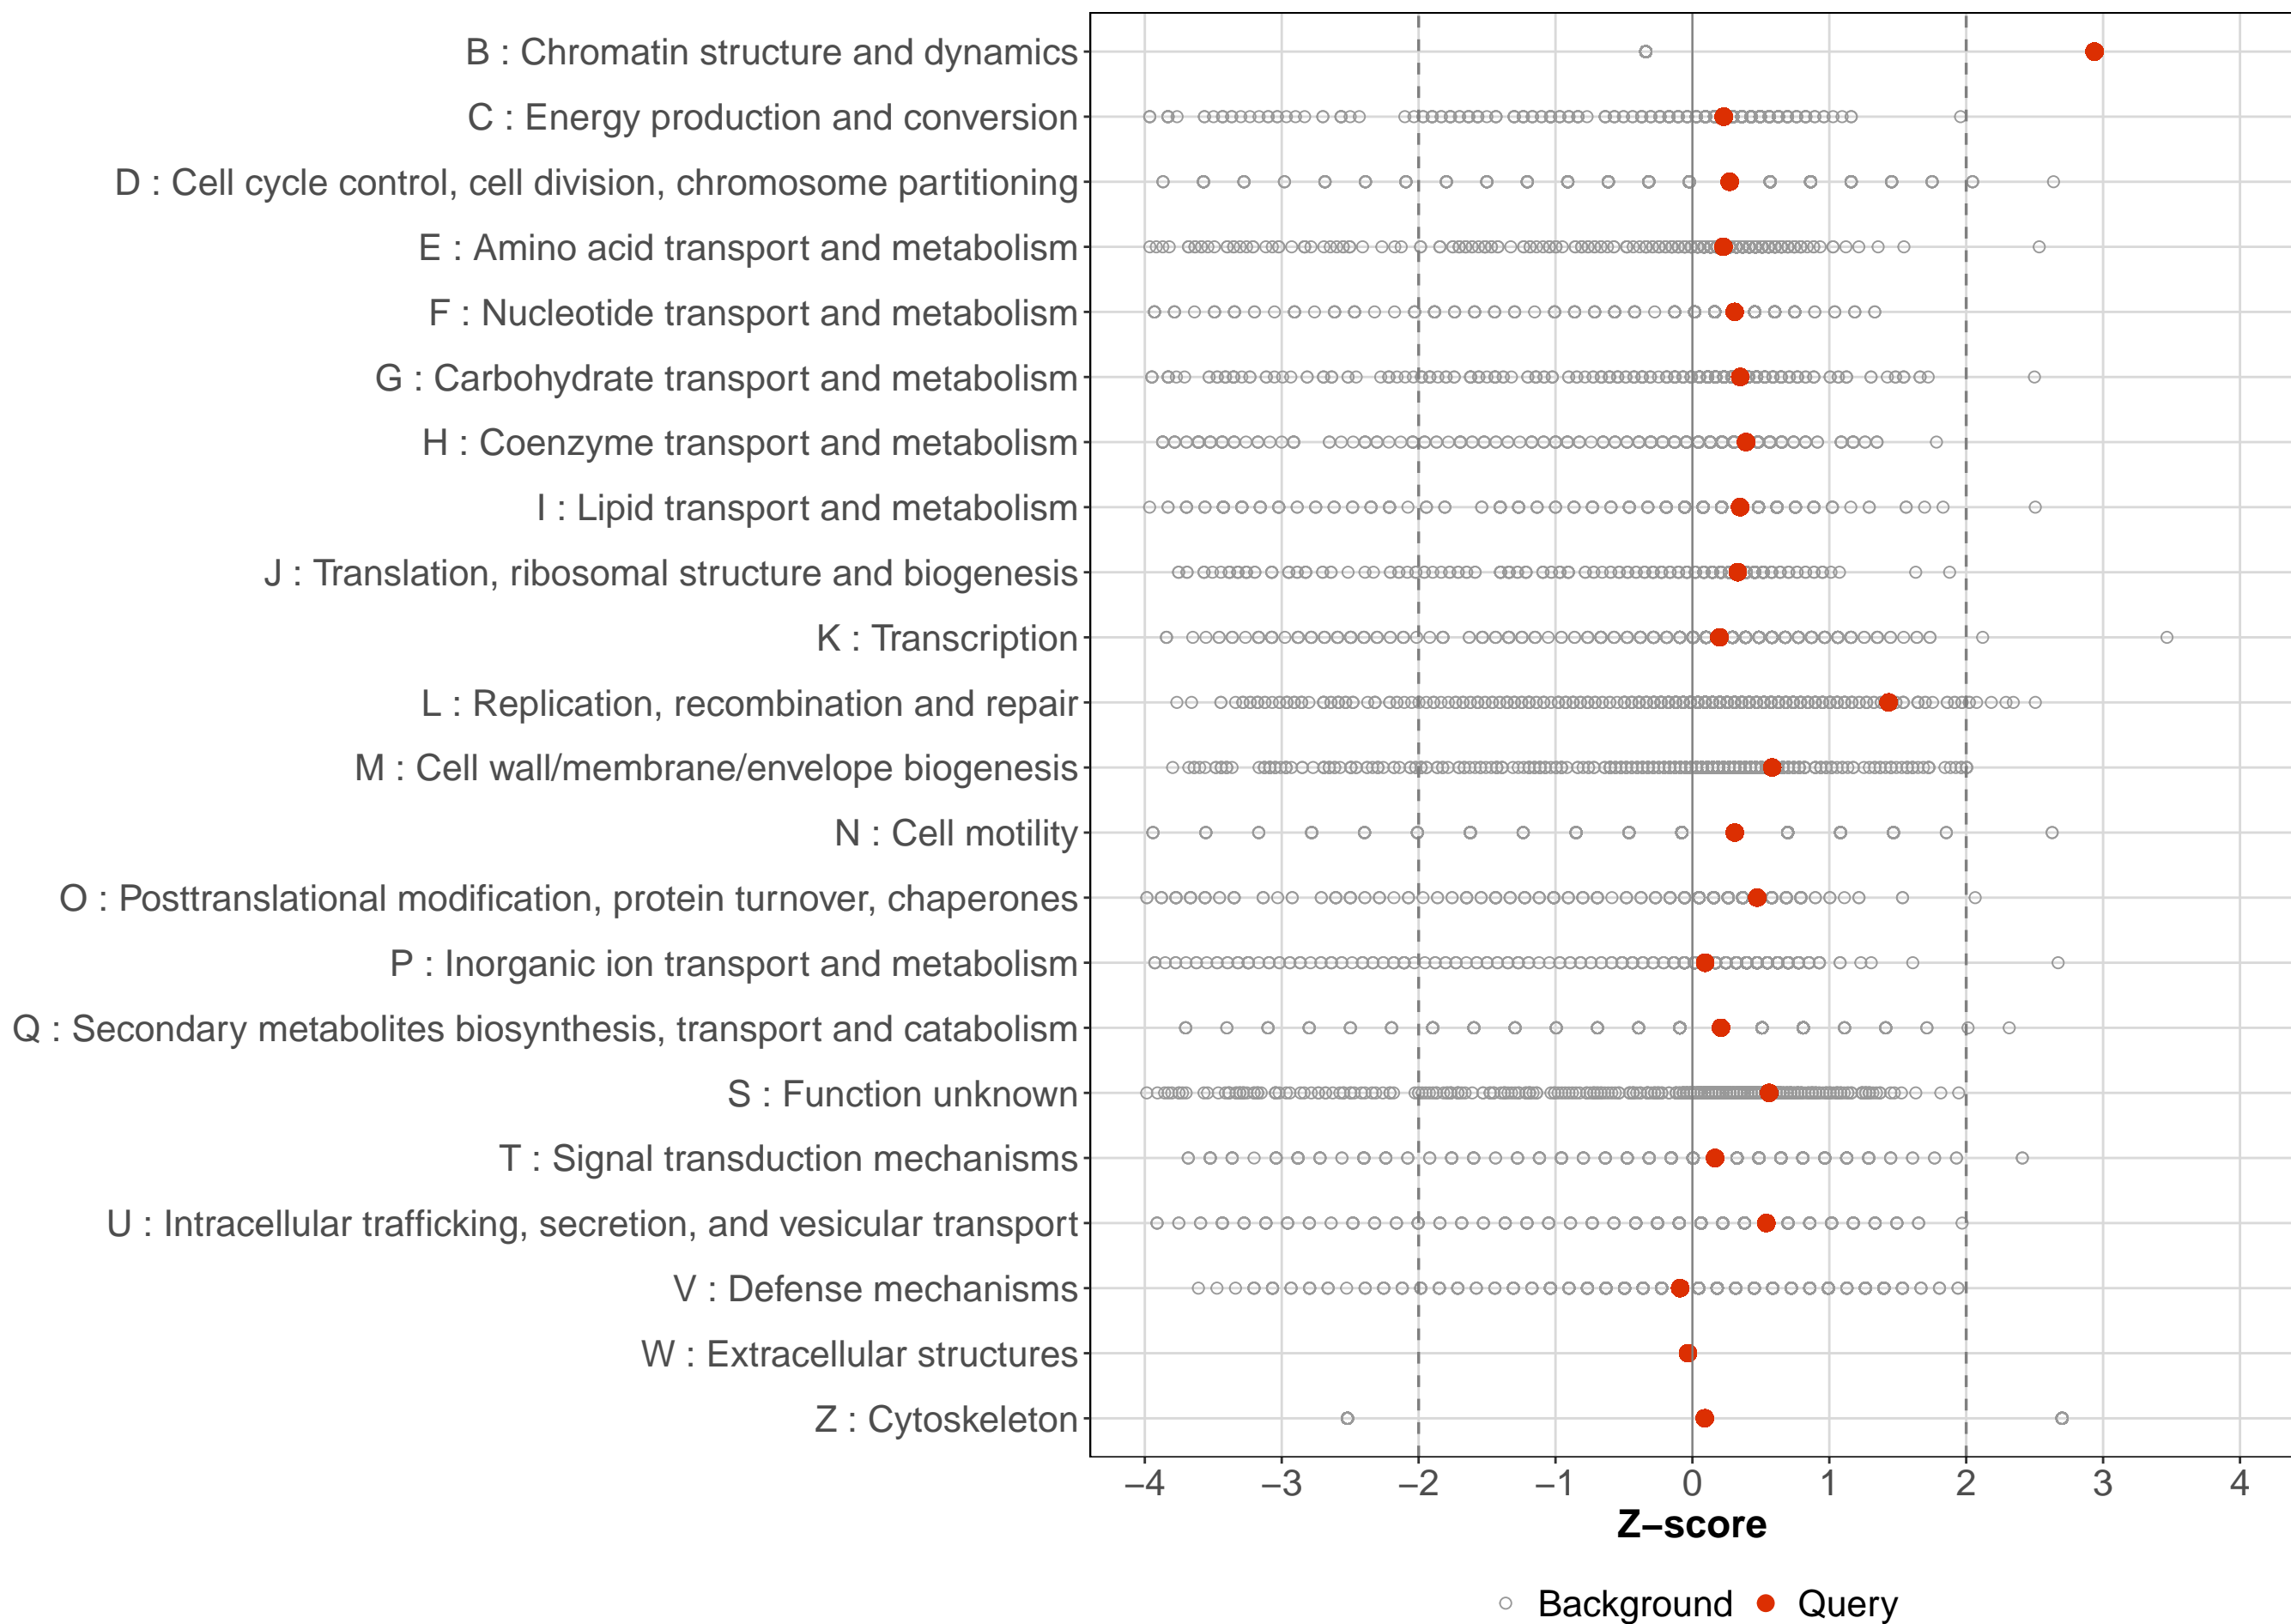 B : Chromatin structure and dynamics
C : Energy production and conversion
D : Cell cycle control, cell division, chromosome partitioning
E : Amino acid transport and metabolism
F : Nucleotide transport and metabolism
G : Carbohydrate transport and metabolism
H : Coenzyme transport and metabolism
I : Lipid transport and metabolism
J : Translation, ribosomal structure and biogenesis
K : Transcription
L : Replication, recombination and repair
M : Cell wall/membrane/envelope biogenesis
N : Cell motility
O : Posttranslational modification, protein turnover, chaperones
P : Inorganic ion transport and metabolism
Q : Secondary metabolites biosynthesis, transport and catabolism
S : Function unknown
T : Signal transduction mechanisms
U : Intracellular trafficking, secretion, and vesicular transport
V : Defense mechanisms
W : Extracellular structures
Z : Cytoskeleton
−4 −3 −2 −1 0 1 2 3 4
Z−score
Background Query